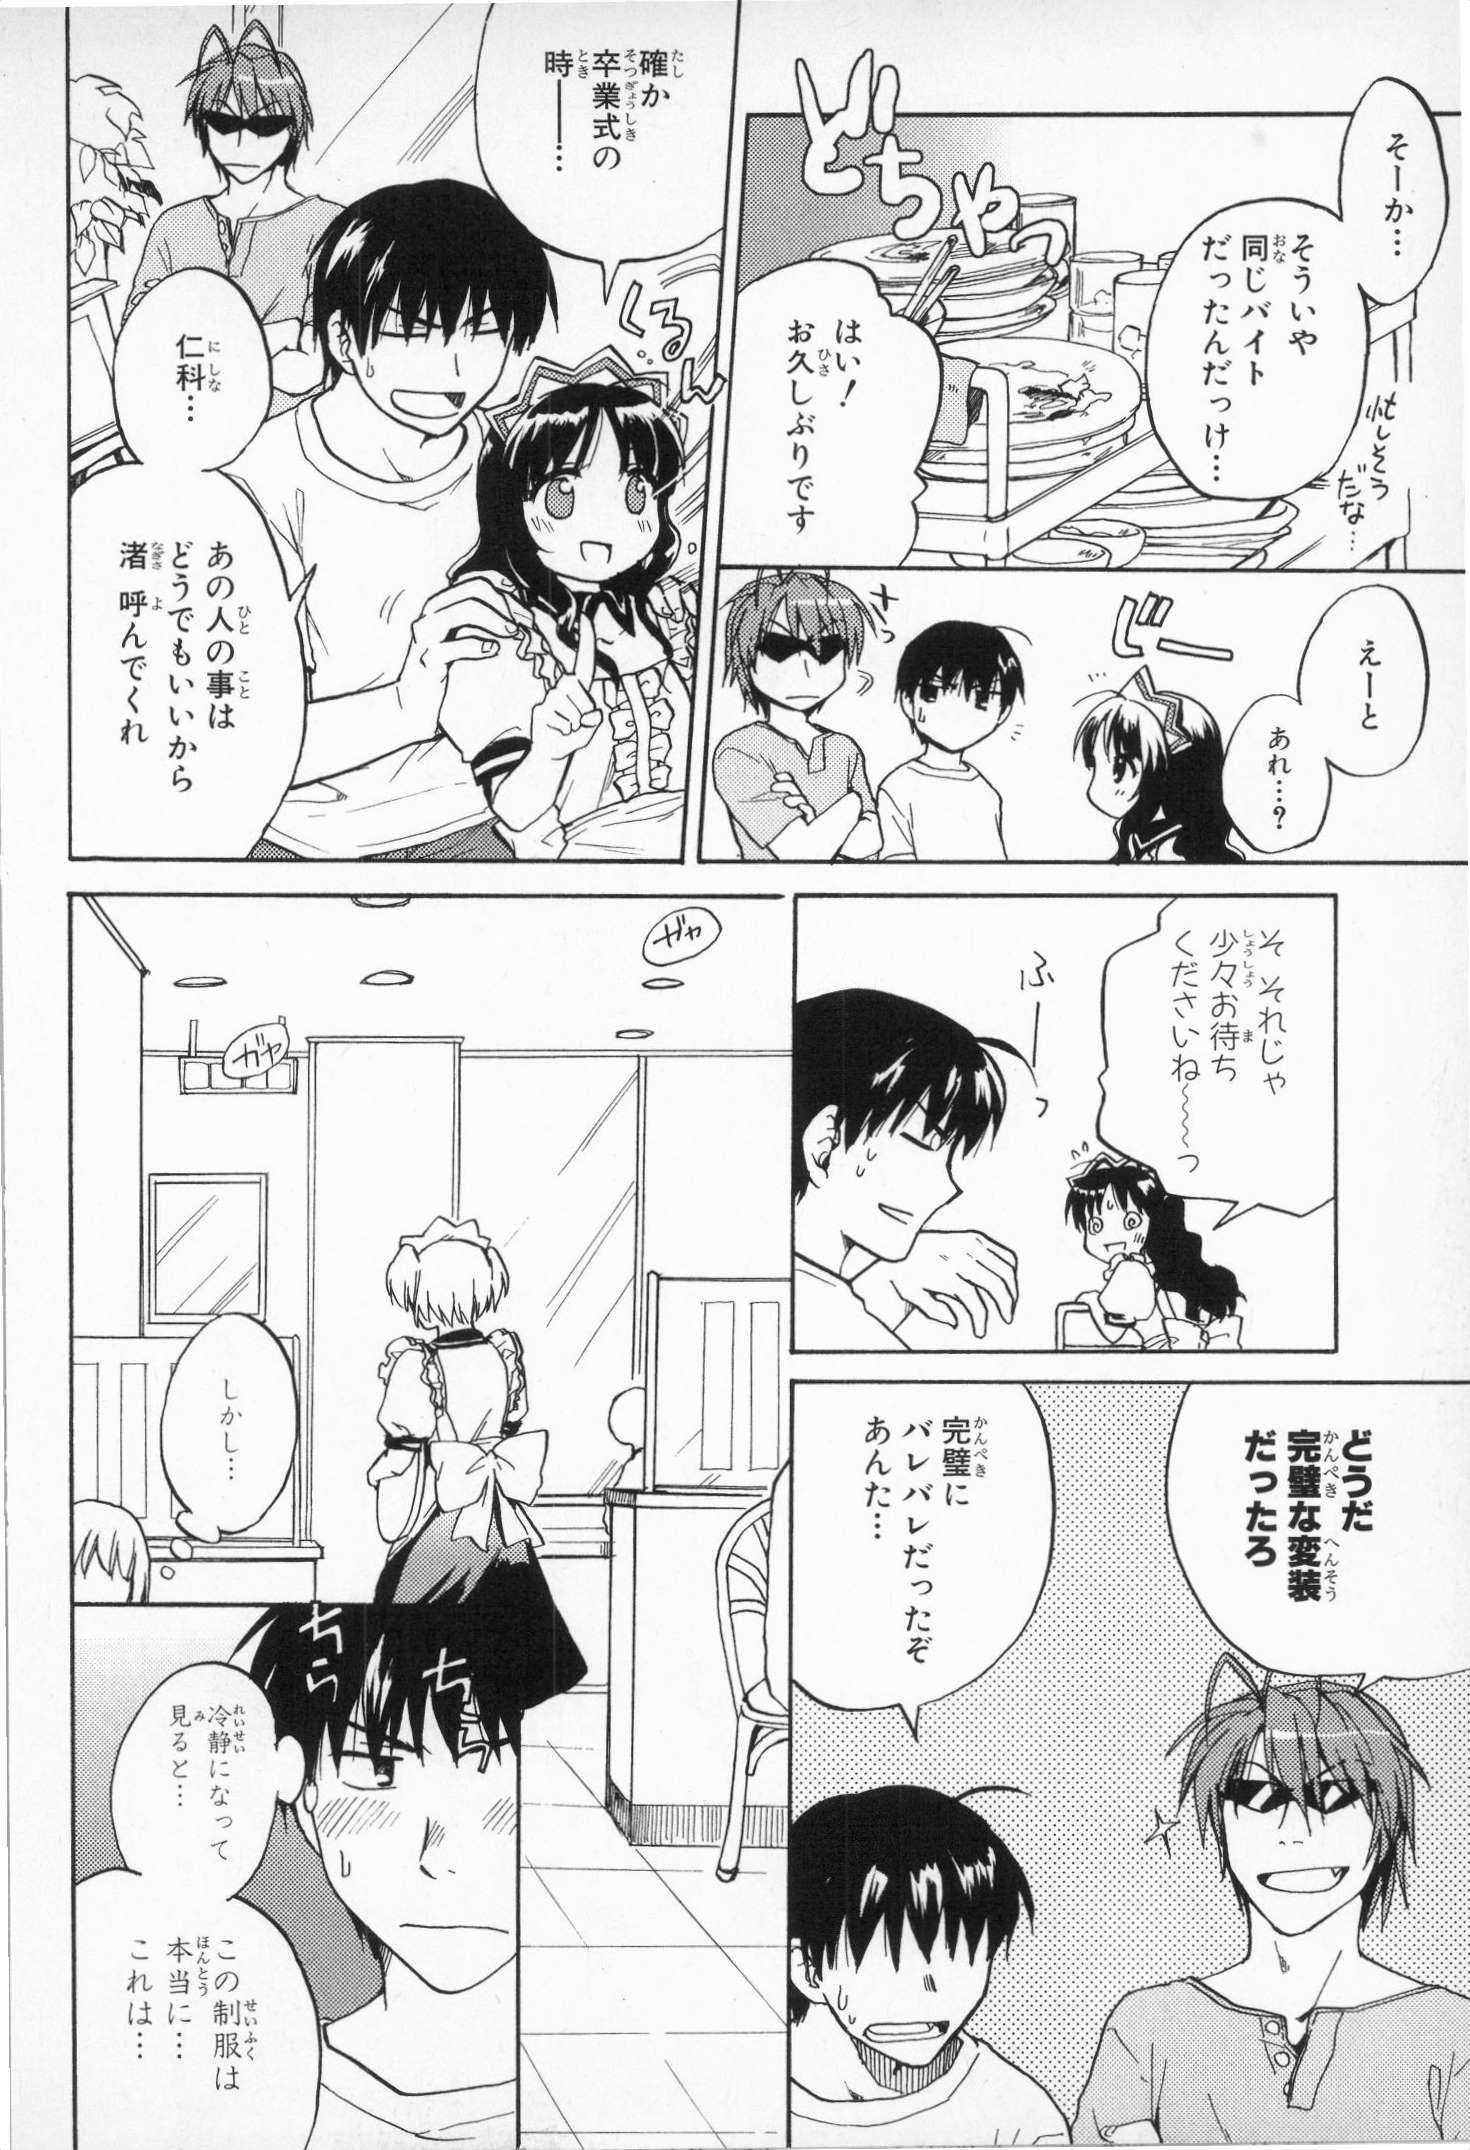 そーか…
そういや
同じバイト
だったんだっけ…
忙しそう
だな…
どちゃっ
はい！
お久しぶりです
えーと
あれ…？
じー
確か
卒業式の
時――…
くるっ
仁科…
あの人の事は
どうでもいいから
渚 呼んでくれ
そ それじゃ
少々お待ち
くださいね～～～っ
ふーっ
どうだ
完璧な変装
だったろ
完璧に
バレバレだったぞ
あんた…
ガヤ
ガヤ
しかし…
ちら
ちら
冷静になって
見ると…
この制服は
本当に…
これは…